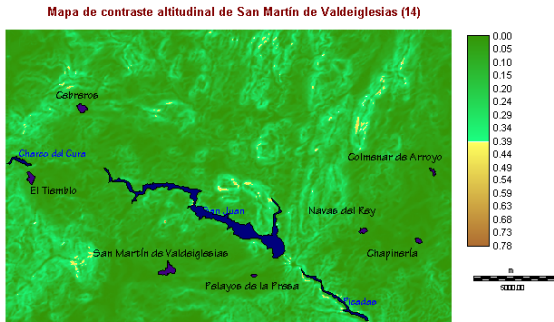 Mapa de contraste altitudinal de San Martín de Valdeiglesias (14)
Cebreros
Charco del Cura
El Tiemblo
San Juan
Colmenar de Arroyo
Navas del Rey
Chapinería
San Martín de Valdeiglesias
Pelayos de la Presa
Picadas
0.00
0.05
0.10
0.15
0.20
0.24
0.29
0.34
0.39
0.44
0.49
0.54
0.59
0.63
0.68
0.73
0.78
m
5000.00